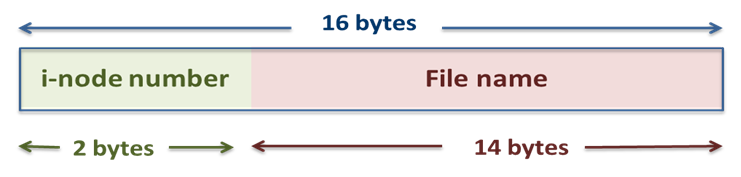 16 bytes
i-node number File name
2 bytes 14 bytes